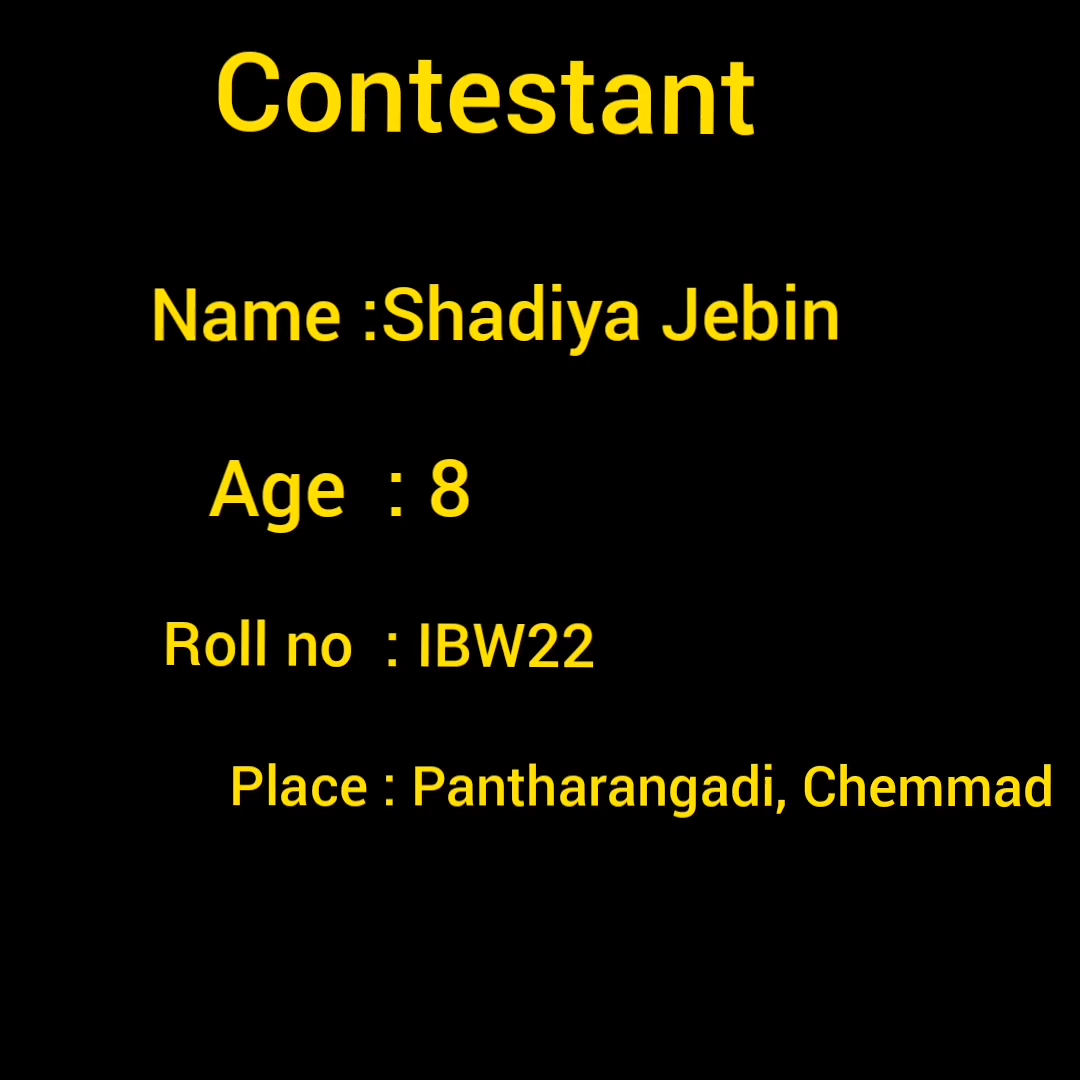 Contestant
Name :Shadiya Jebin
Age : 8
Roll no : IBW22
Place : Pantharangadi, Chemmad